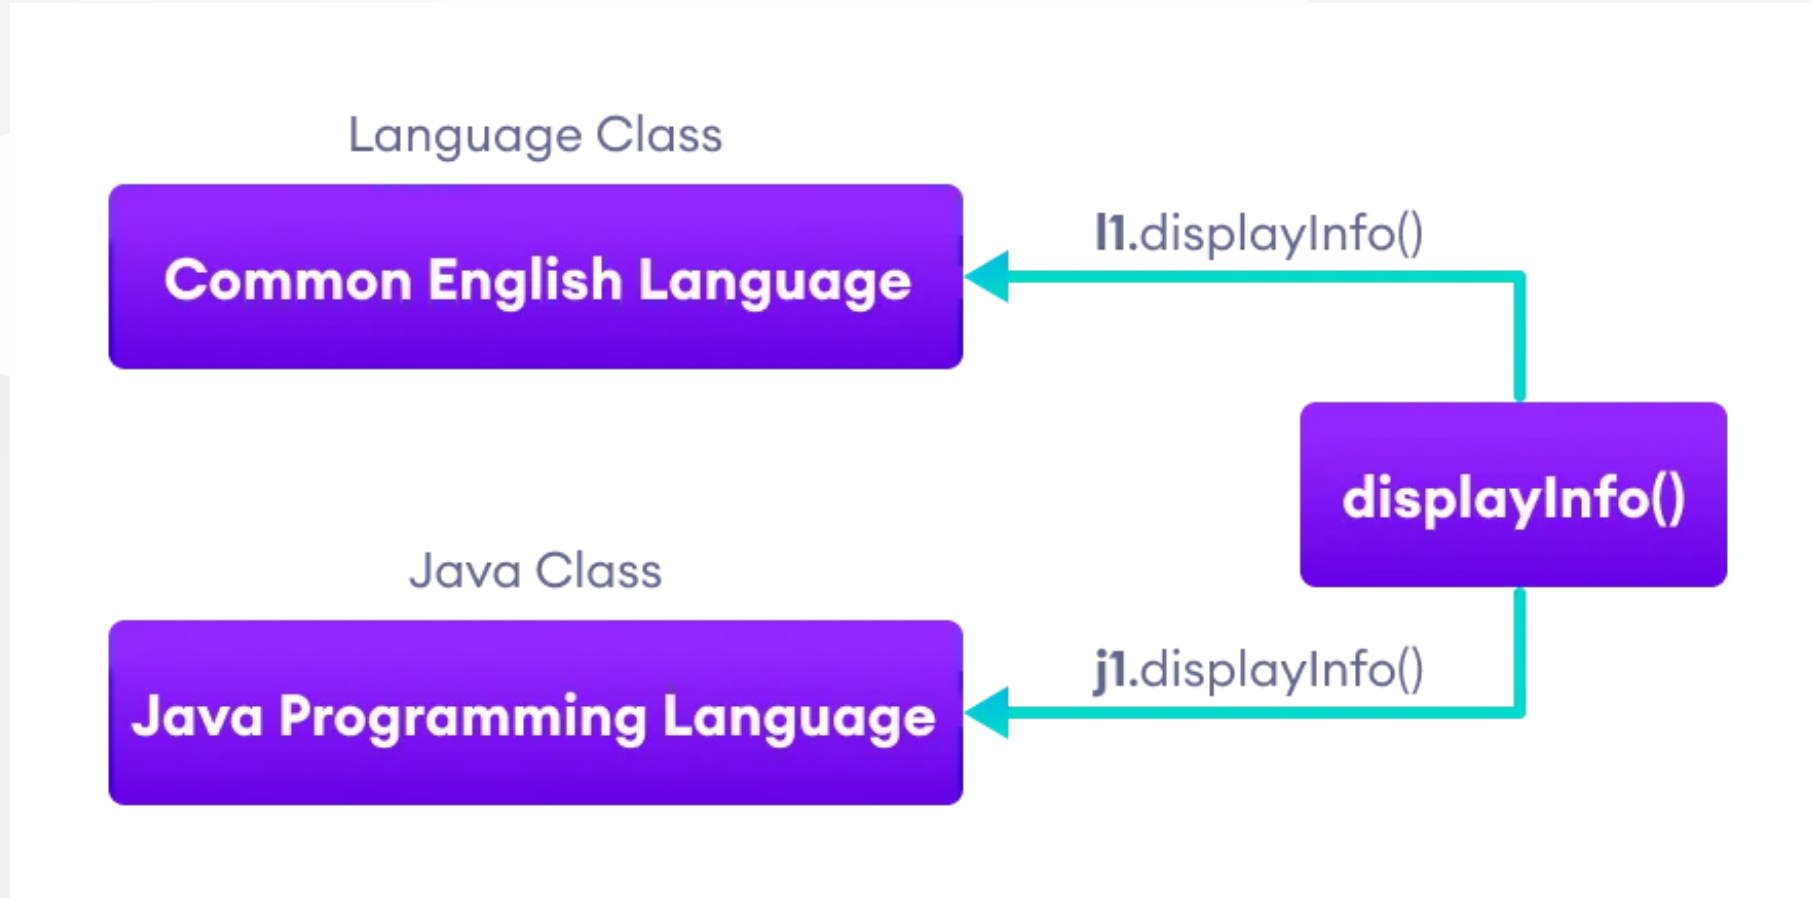 Language Class
Common English Language
l1.displayInfo()
displayInfo()
Java Class
Java Programming Language
j1.displayInfo()